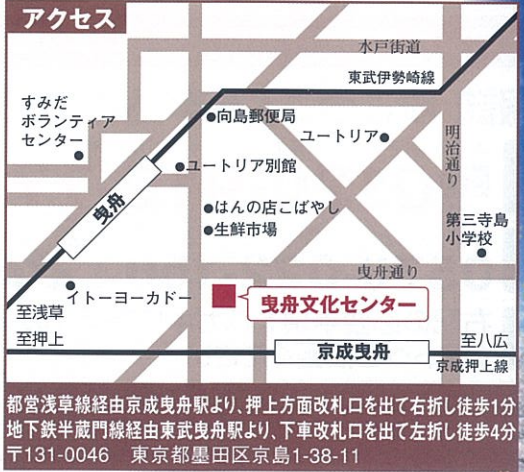 アクセス
水戸街道
東武伊勢崎線
すみだ
ボランティア
センター
向島郵便局
ユートリア
明治通り
ユートリア別館
曳舟
はんの店こばやし
生鮮市場
第三寺島
小学校
曳舟通り
イトーヨーカドー
曳舟文化センター
至浅草
至押上
京成曳舟
至八広
京成押上線
都営浅草線経由京成曳舟駅より、押上方面改札口を出て右折し徒歩1分
地下鉄半蔵門線経由東武曳舟駅より、下車改札口を出て左折し徒歩4分
〒131-0046 東京都墨田区京島1-38-11